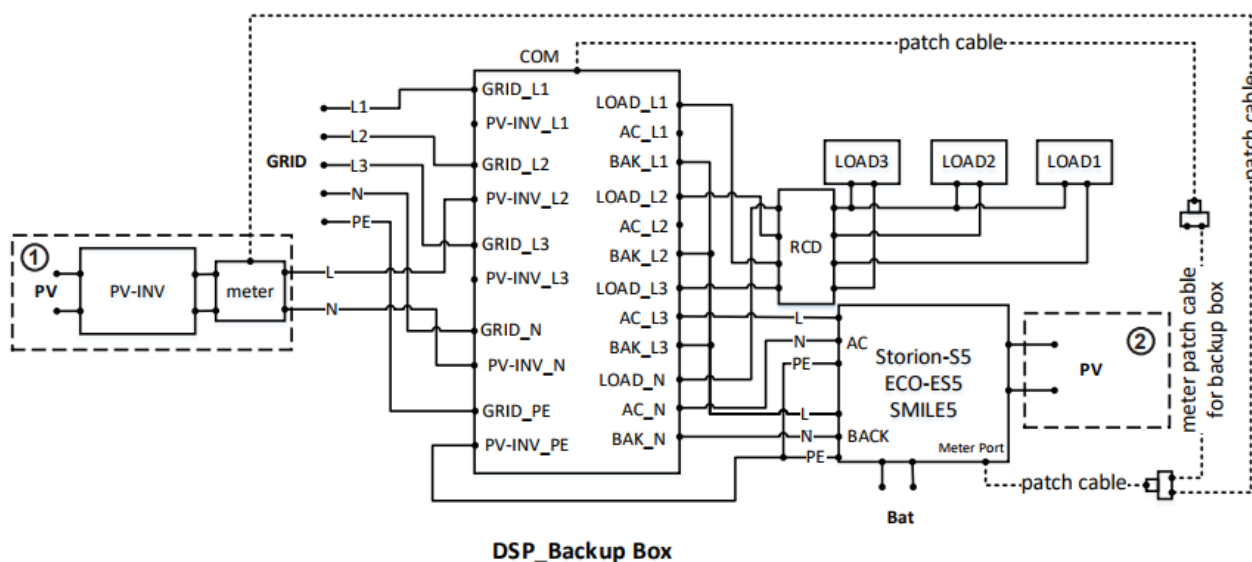 patch cable
COM
GRID_L1
PV-INV_L1
GRID_L2
PV-INV_L2
GRID_L3
PV-INV_L3
GRID_N
PV-INV_N
GRID_PE
PV-INV_PE
LOAD_L1
AC_L1
BAK_L1
LOAD_L2
AC_L2
BAK_L2
LOAD_L3
AC_L3
BAK_L3
LOAD_N
AC_N
BAK_N
GRID
L1
L2
L3
N
PE
1
PV
PV-INV
meter
L
N
RCD
LOAD3
LOAD2
LOAD1
L
N
PE
AC
Storion-S5
ECO-ES5
SMILE5
L
N
PE
BACK
Meter Port
Bat
2
PV
patch cable
meter patch cable
for backup box
patch cable
DSP_Backup Box